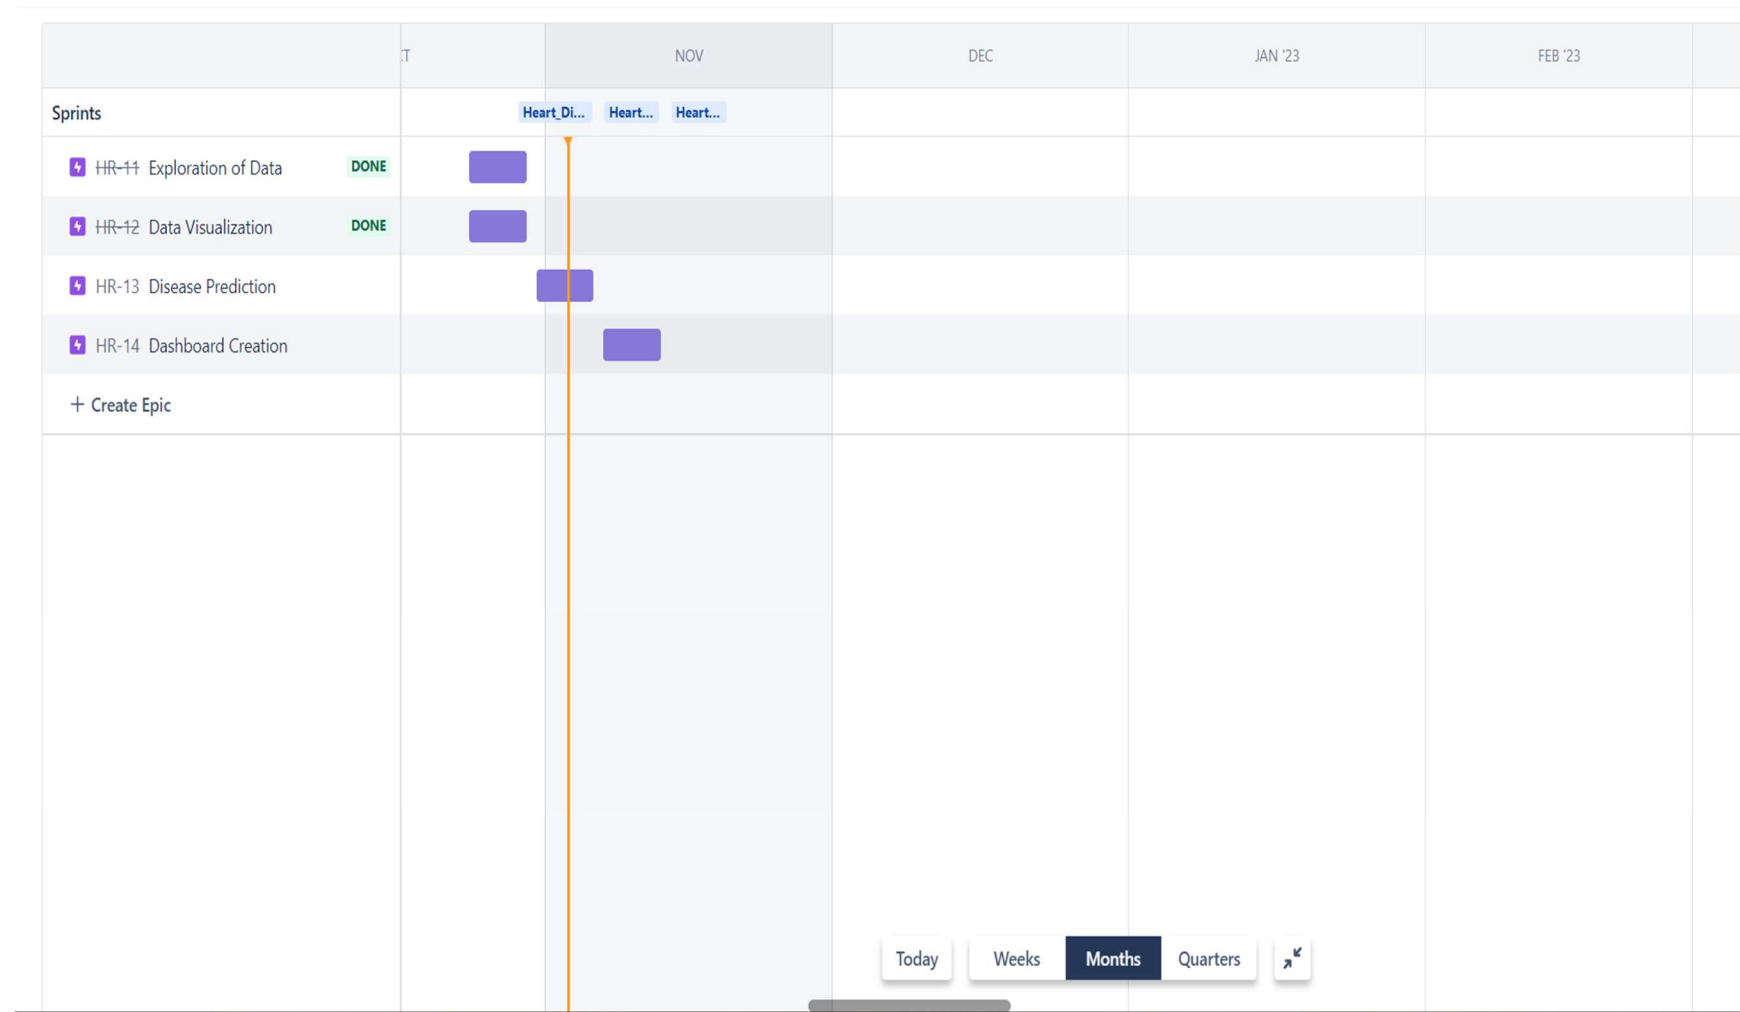 NOV DEC JAN '23 FEB '23
Sprints Heart_Di... Heart... Heart...
HR-11 Exploration of Data DONE
HR-12 Data Visualization DONE
HR-13 Disease Prediction
HR-14 Dashboard Creation
+ Create Epic
Today Weeks Months Quarters